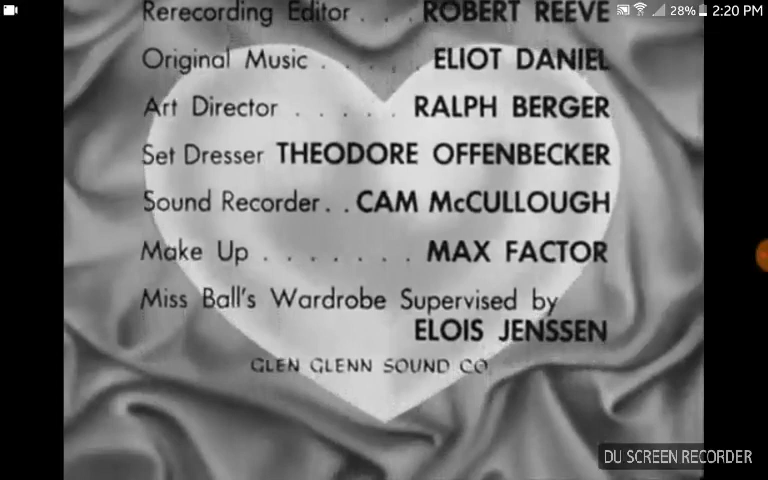 Rerecording Editor . . . ROBERT REEVE
28% 2:20 PM
Original Music . . . . . ELIOT DANIEL
Art Director . . . . . RALPH BERGER
Set Dresser THEODORE OFFENBECKER
Sound Recorder. . CAM McCULLOUGH
Make Up . . . . . . . MAX FACTOR
Miss Ball's Wardrobe Supervised by
ELOIS JENSSEN
GLEN GLENN SOUND CO.
DU SCREEN RECORDER